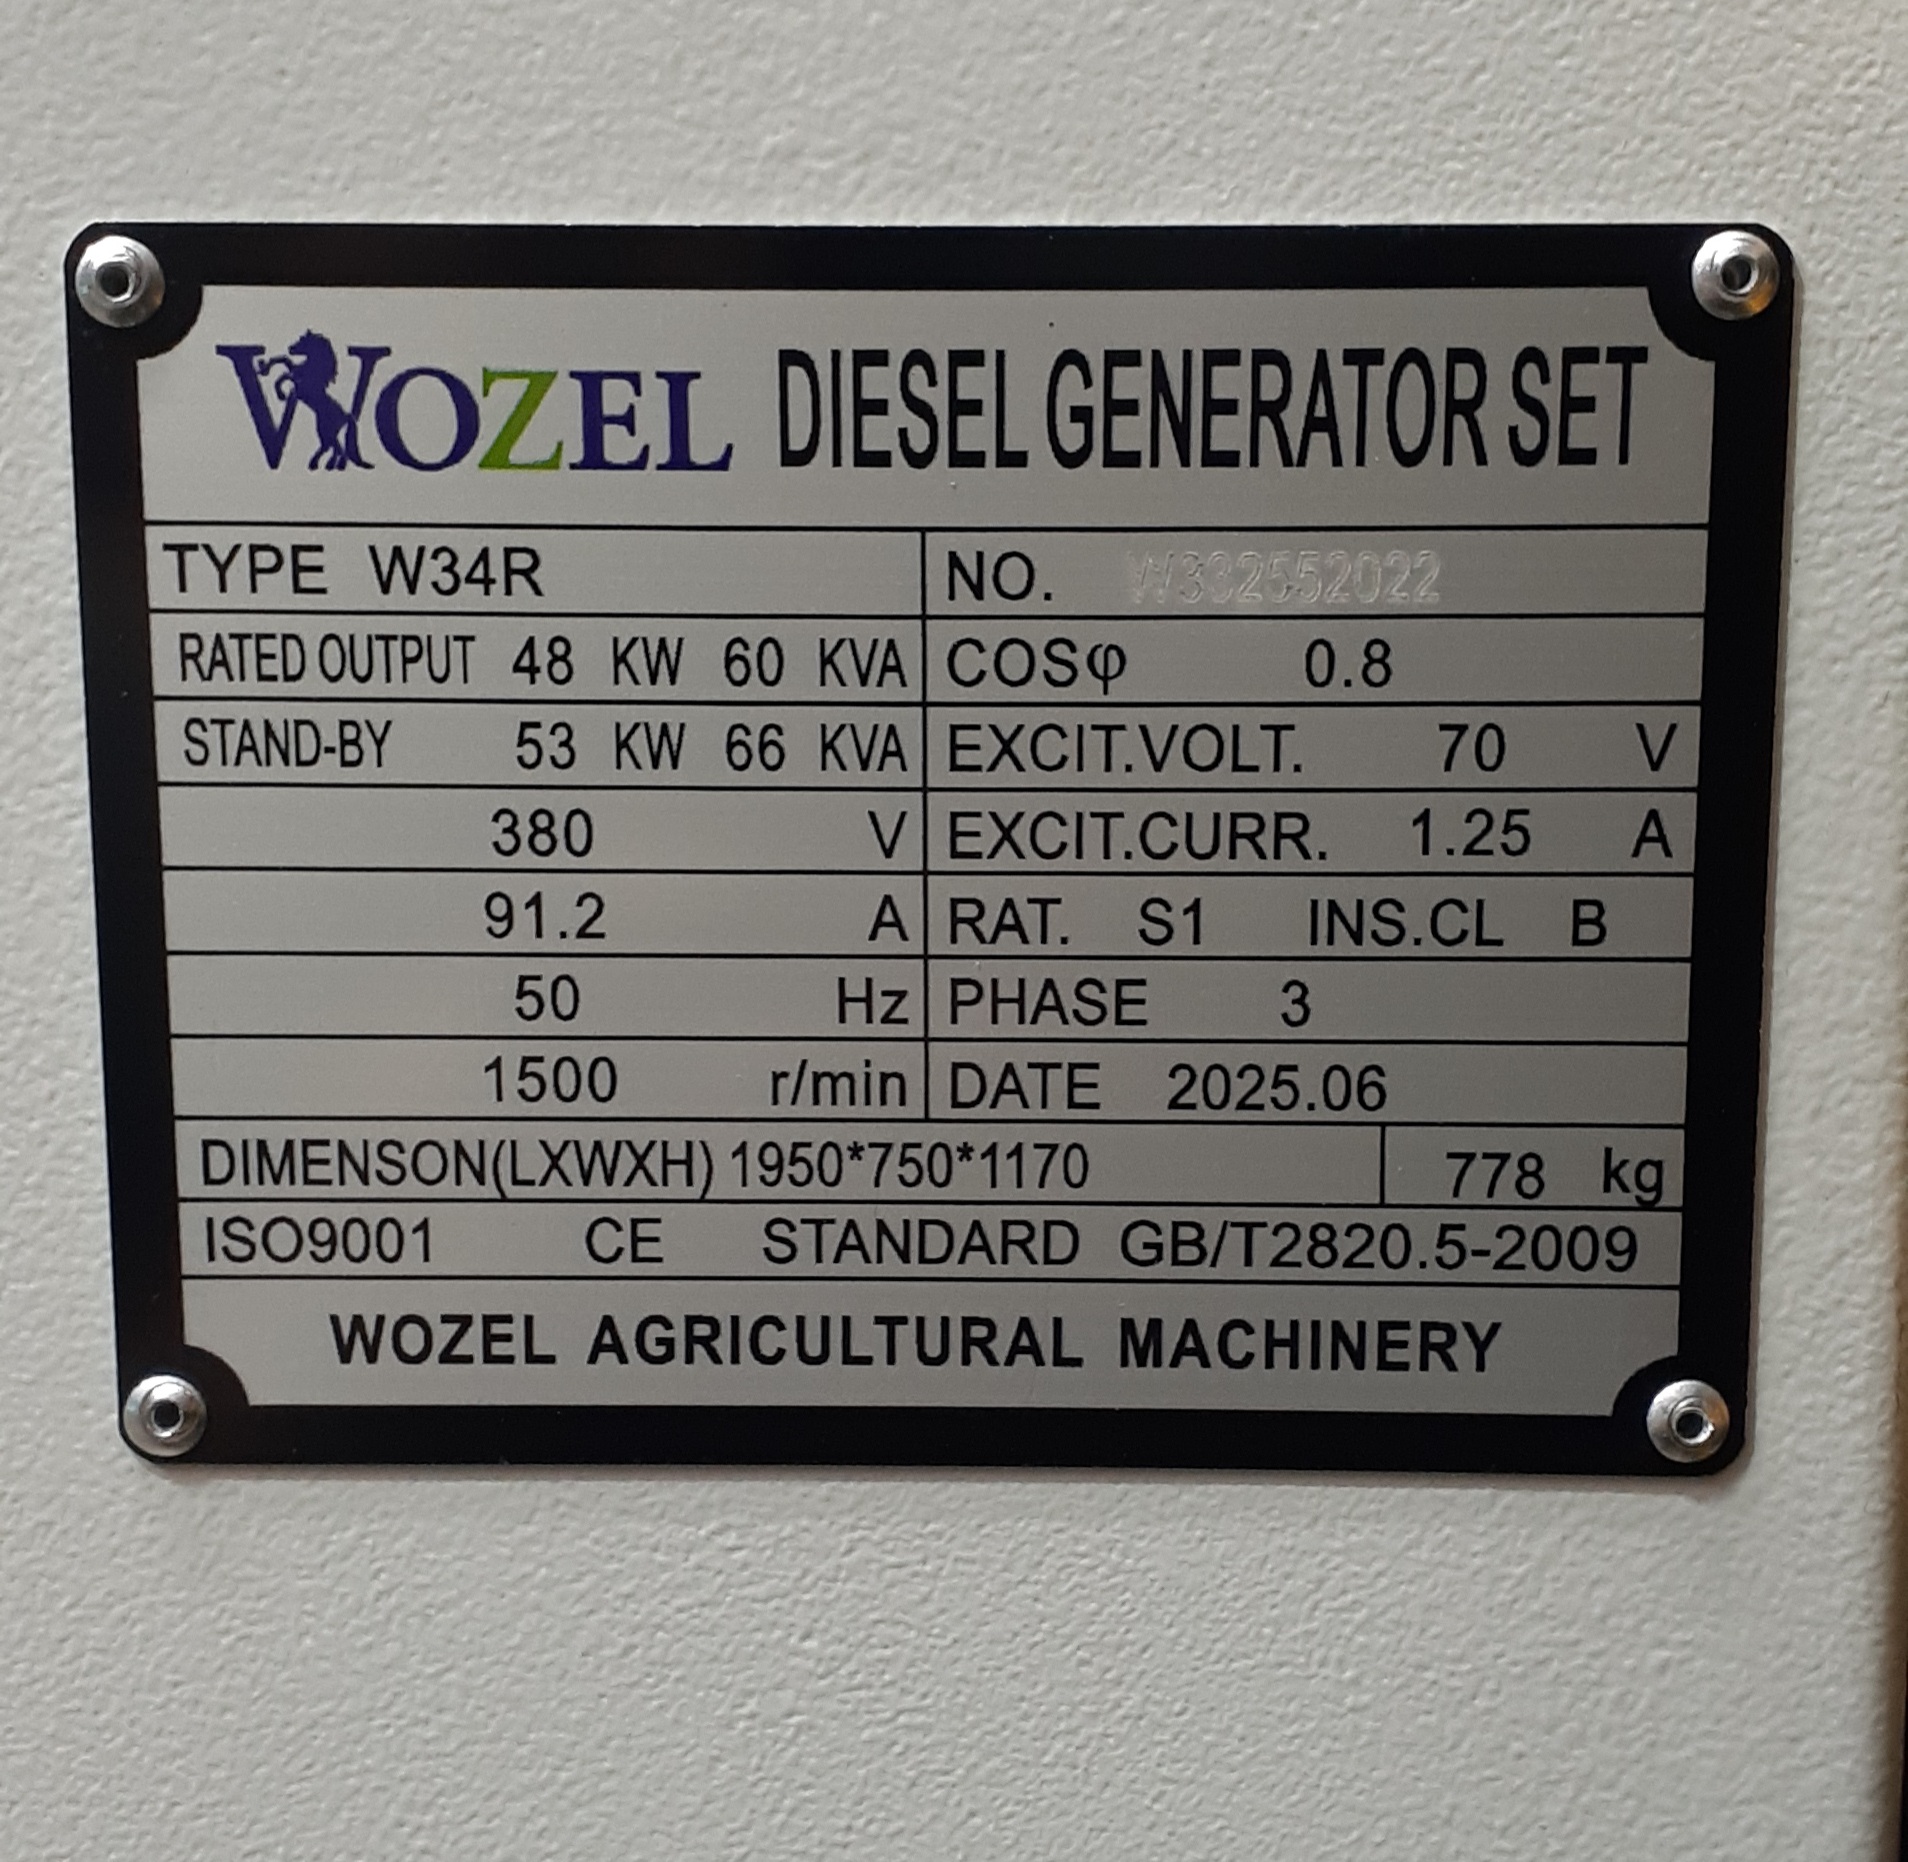 WOZEL DIESEL GENERATOR SET
TYPE W34R NO. W332552022
RATED OUTPUT 48 KW 60 KVA COSφ 0.8
STAND-BY 53 KW 66 KVA EXCIT.VOLT. 70 V
380 V EXCIT.CURR. 1.25 A
91.2 A RAT. S1 INS.CL B
50 Hz PHASE 3
1500 r/min DATE 2025.06
DIMENSON(LXWXH) 1950*750*1170 778 kg
ISO9001 CE STANDARD GB/T2820.5-2009
WOZEL AGRICULTURAL MACHINERY